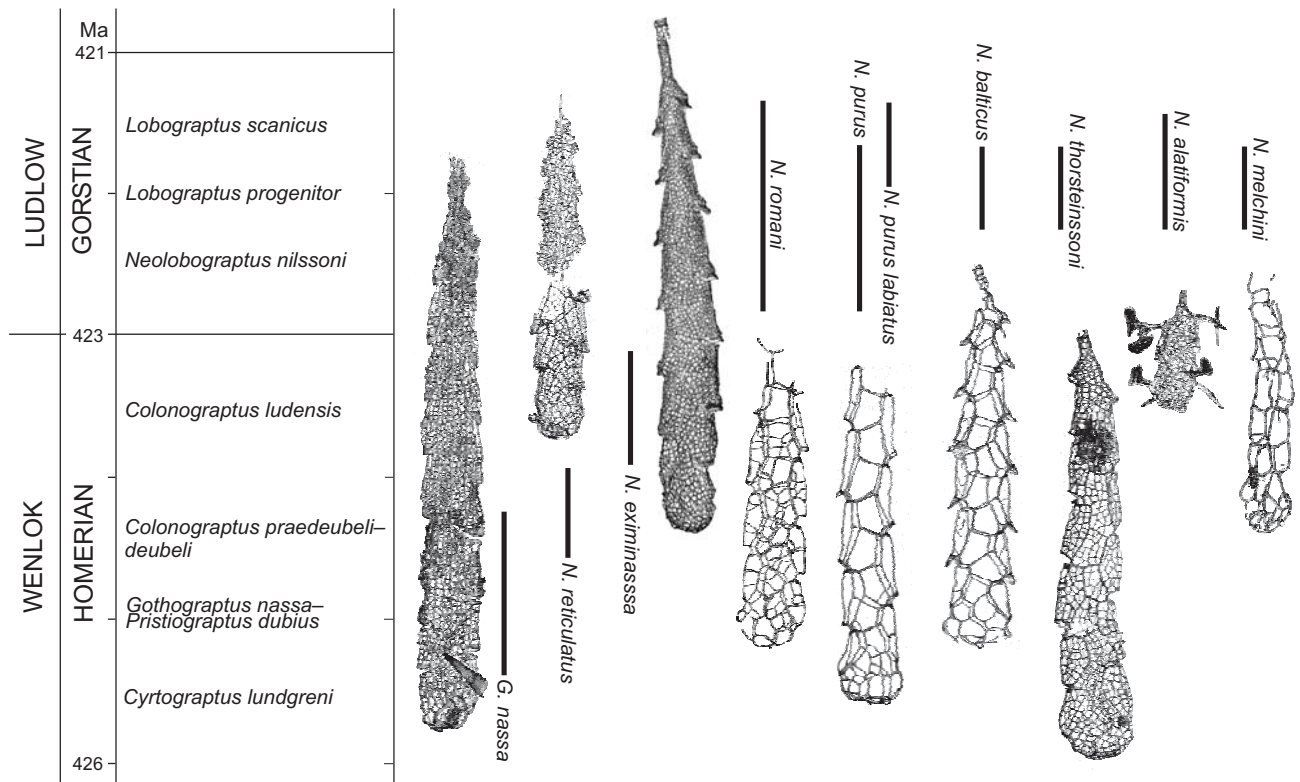 Ma
421
LUDLOW
GORSTIAN
Lobograptus scanicus
Lobograptus progenitor
Neolobograptus nilssoni
423
WENLOK
HOMERIAN
Colonograptus ludensis
Colonograptus praedeubeli–
deubeli
Gothograptus nassa–
Pristiograptus dubius
Cyrtograptus lundgreni
426
G. nassa
N. reticulatus
N. eximinasssa
N. romani
N. purus
N. purus labiatus
N. balticus
N. thorsteinssoni
N. alatiformis
N. melchini